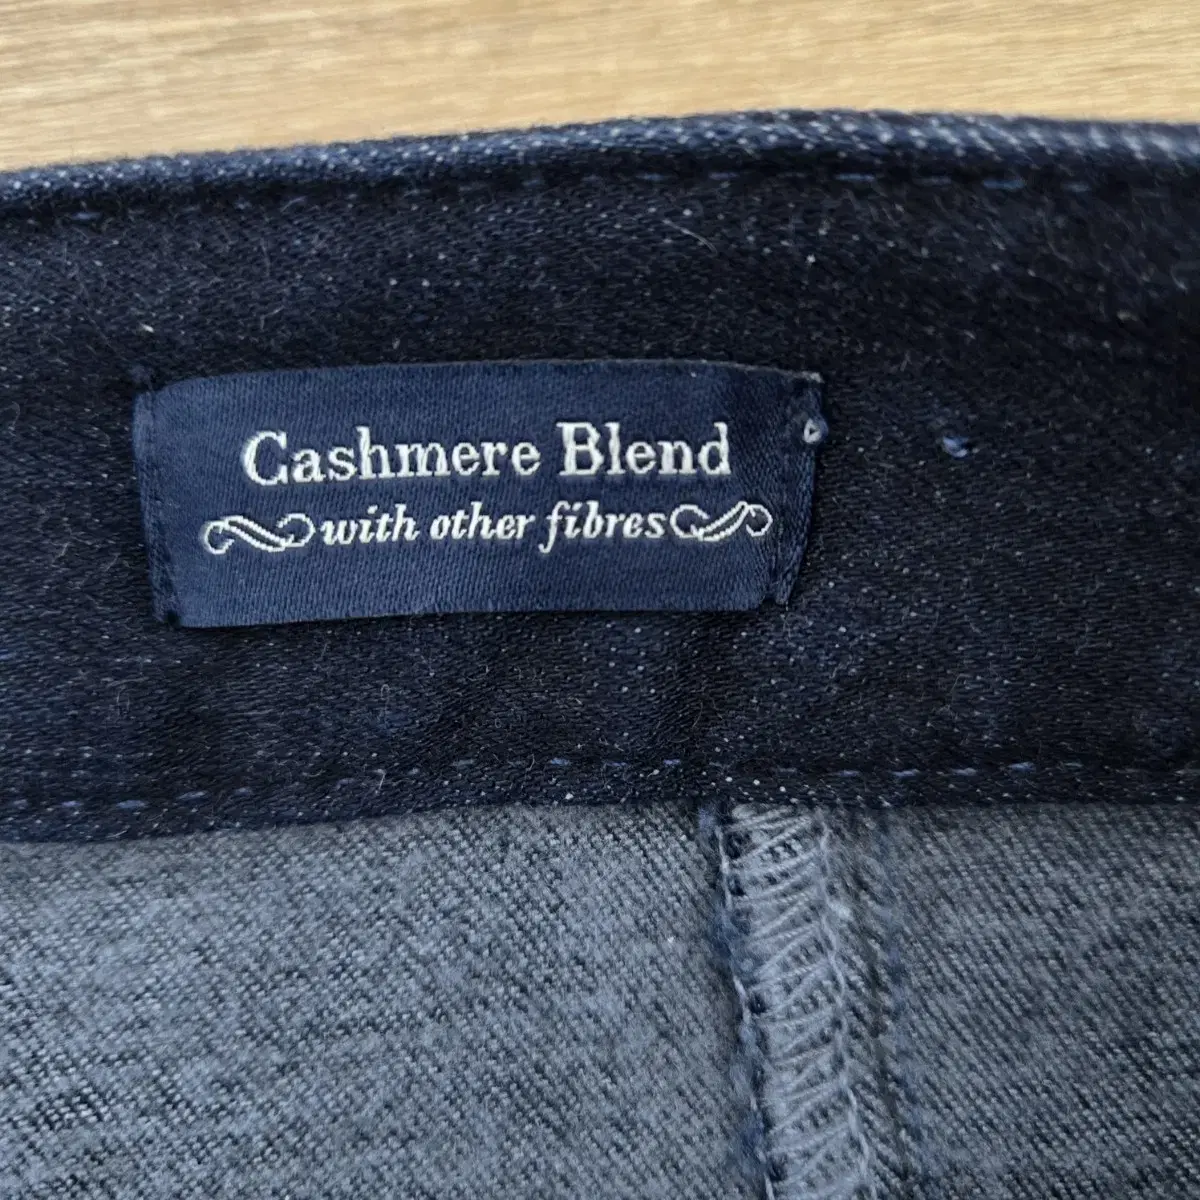 Cashmere Blend
with other fibres